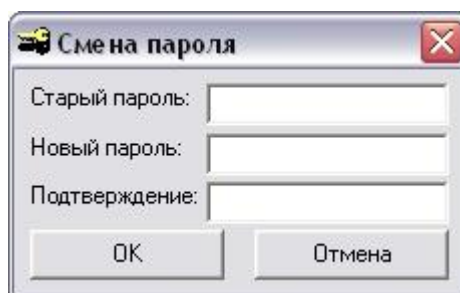 Смена пароля
Старый пароль:
Новый пароль:
Подтверждение:
OK Отмена